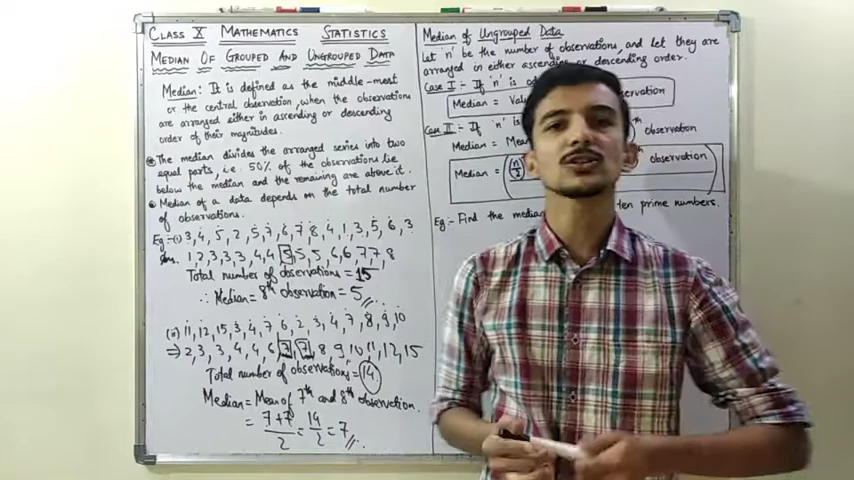 CLASS X MATHEMATICS STATISTICS
MEDIAN OF GROUPED AND UNGROUPED DATA
Median: It is defined as the middle-most
or the central observation, when the observations
are arranged either in ascending or descending
order of their magnitudes.
The median divides the arranged series into two
equal parts, i.e. 50% of the observations lie
below the median and the remaining are above it.
Median of a data depends on the total number
of observations.
Eg:-(i) 3, 4, 5, 2, 5, 7, 6, 7, 8, 4, 1, 3, 5, 6, 3
Ans. 1, 2, 3, 3, 3, 4, 4, 5, 5, 5, 6, 6, 7, 7, 8
Total number of observations = 15
∴ Median = 8th observation = 5
(ii) 11, 12, 15, 3, 4, 7, 6, 2, 3, 4, 7, 8, 9, 10
⇒ 2, 3, 3, 4, 4, 6, 7, 7, 8, 9, 10, 11, 12, 15
Total number of observations = 14
Median = Mean of 7th and 8th observation.
= 7+7/2 = 14/2 = 7
Median of Ungrouped Data
Let 'n' be the number of observations, and let they are
arranged in either ascending or descending order.
Case I :- If 'n' is
Median = observation
Case II :- If 'n' is
Median = Mean th observation
Median = (n/2 observation)
Eg:- Find the median ten prime numbers.